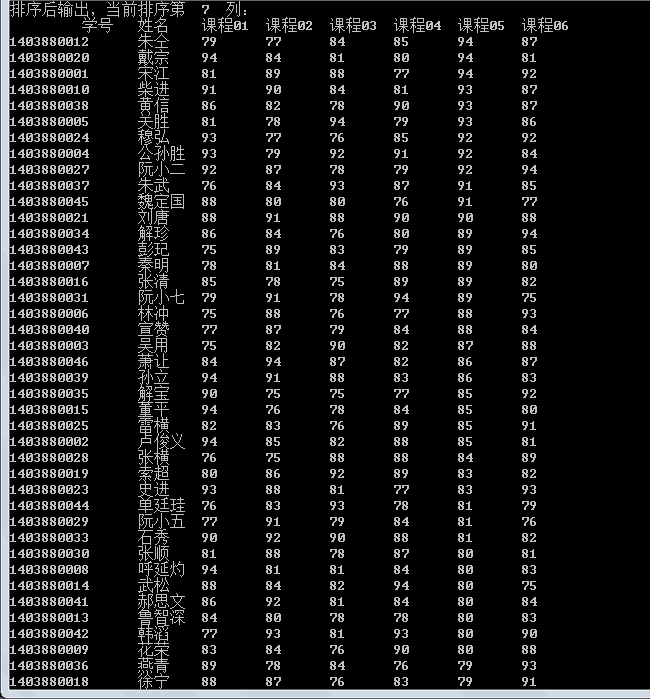 排序后输出，当前排序第 7 列：
学号 姓名 课程01 课程02 课程03 课程04 课程05 课程06
1403880012 朱仝 79 77 84 85 94 87
1403880020 戴宗 94 84 81 80 94 81
1403880001 宋江 81 89 88 77 94 92
1403880010 柴进 91 90 84 81 93 87
1403880038 黄信 86 82 78 90 93 87
1403880005 关胜 81 78 94 79 93 86
1403880024 穆弘 93 77 76 85 92 92
1403880004 公孙胜 93 79 92 91 92 84
1403880027 阮小二 92 87 78 79 92 94
1403880037 朱武 76 84 93 87 91 85
1403880045 魏定国 88 80 80 76 91 77
1403880021 刘唐 88 91 88 90 90 88
1403880034 解珍 86 84 76 80 89 94
1403880043 彭玘 75 89 83 79 89 85
1403880007 秦明 78 81 84 88 89 80
1403880016 张清 85 78 75 89 89 82
1403880031 阮小七 79 91 78 94 89 75
1403880006 林冲 75 88 76 77 88 93
1403880040 宣赞 77 87 79 84 88 84
1403880003 吴用 75 82 90 82 87 88
1403880046 萧让 84 94 87 82 86 87
1403880039 孙立 94 91 88 83 86 83
1403880035 解宝 90 75 75 77 85 92
1403880015 董平 94 76 78 84 85 80
1403880025 雷横 82 83 76 89 85 91
1403880002 卢俊义 94 85 82 88 85 81
1403880028 张横 76 75 88 88 84 89
1403880019 索超 80 86 92 89 83 82
1403880023 史进 93 88 81 77 83 93
1403880044 单廷珪 76 83 93 78 81 79
1403880029 阮小五 77 91 79 84 81 76
1403880033 石秀 90 92 90 88 81 82
1403880030 张顺 81 88 78 87 80 81
1403880008 呼延灼 94 81 81 84 80 83
1403880014 武松 88 84 82 94 80 75
1403880041 郝思文 86 92 81 84 80 84
1403880013 鲁智深 84 80 78 78 80 83
1403880042 韩滔 77 93 81 93 80 90
1403880009 花荣 83 84 76 90 80 88
1403880036 燕青 89 78 84 76 79 93
1403880018 徐宁 88 87 76 83 79 91